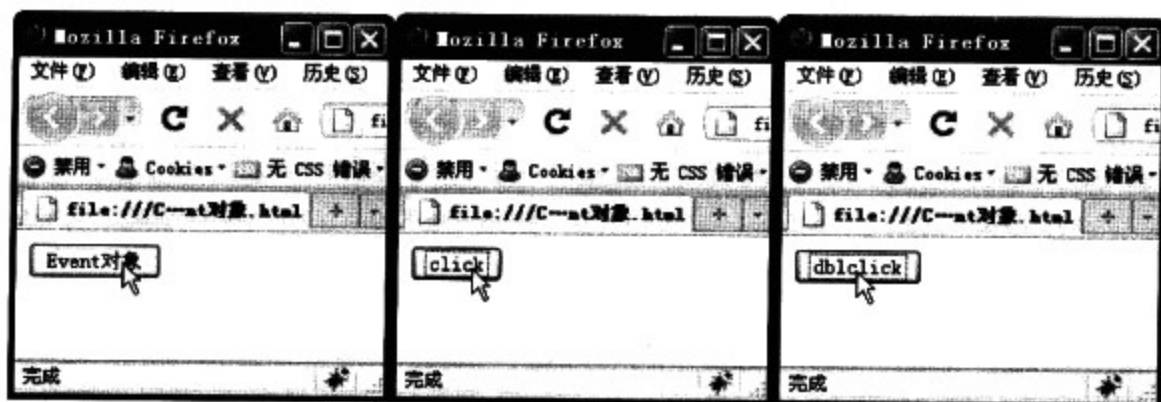 Mozilla Firefox
文件(F) 编辑(E) 查看(V) 历史(S)
fi
禁用 Cookies 无 CSS 错误
file:///C…nt对象.html
Event对象
完成
Mozilla Firefox
文件(F) 编辑(E) 查看(V) 历史(S)
fi
禁用 Cookies 无 CSS 错误
file:///C…nt对象.html
click
完成
Mozilla Firefox
文件(F) 编辑(E) 查看(V) 历史(S)
fi
禁用 Cookies 无 CSS 错误
file:///C…nt对象.html
dblclick
完成